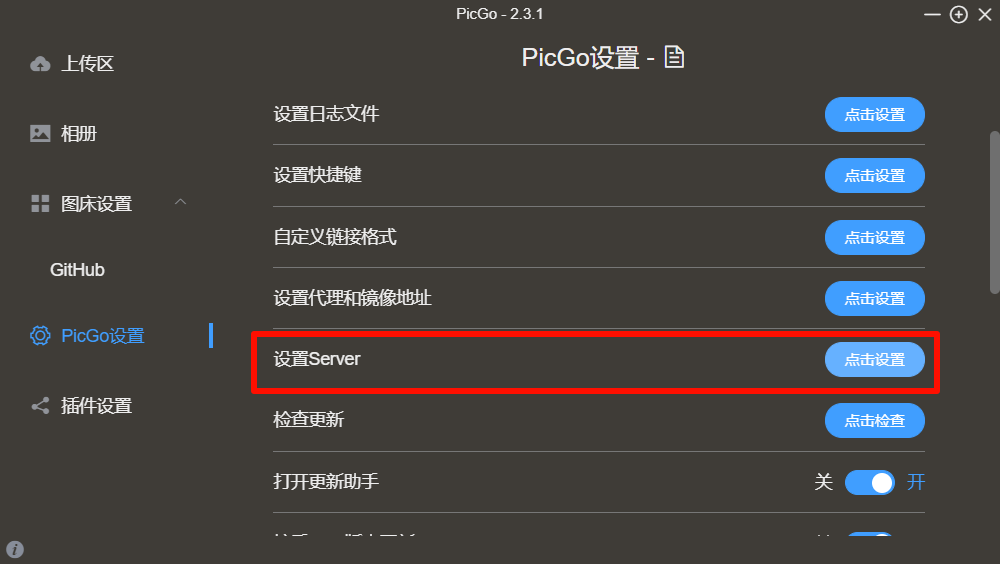 PicGo - 2.3.1
上传区
相册
图床设置
GitHub
PicGo设置
插件设置
PicGo设置 -
设置日志文件 点击设置
设置快捷键 点击设置
自定义链接格式 点击设置
设置代理和镜像地址 点击设置
设置Server 点击设置
检查更新 点击检查
打开更新助手 关 开